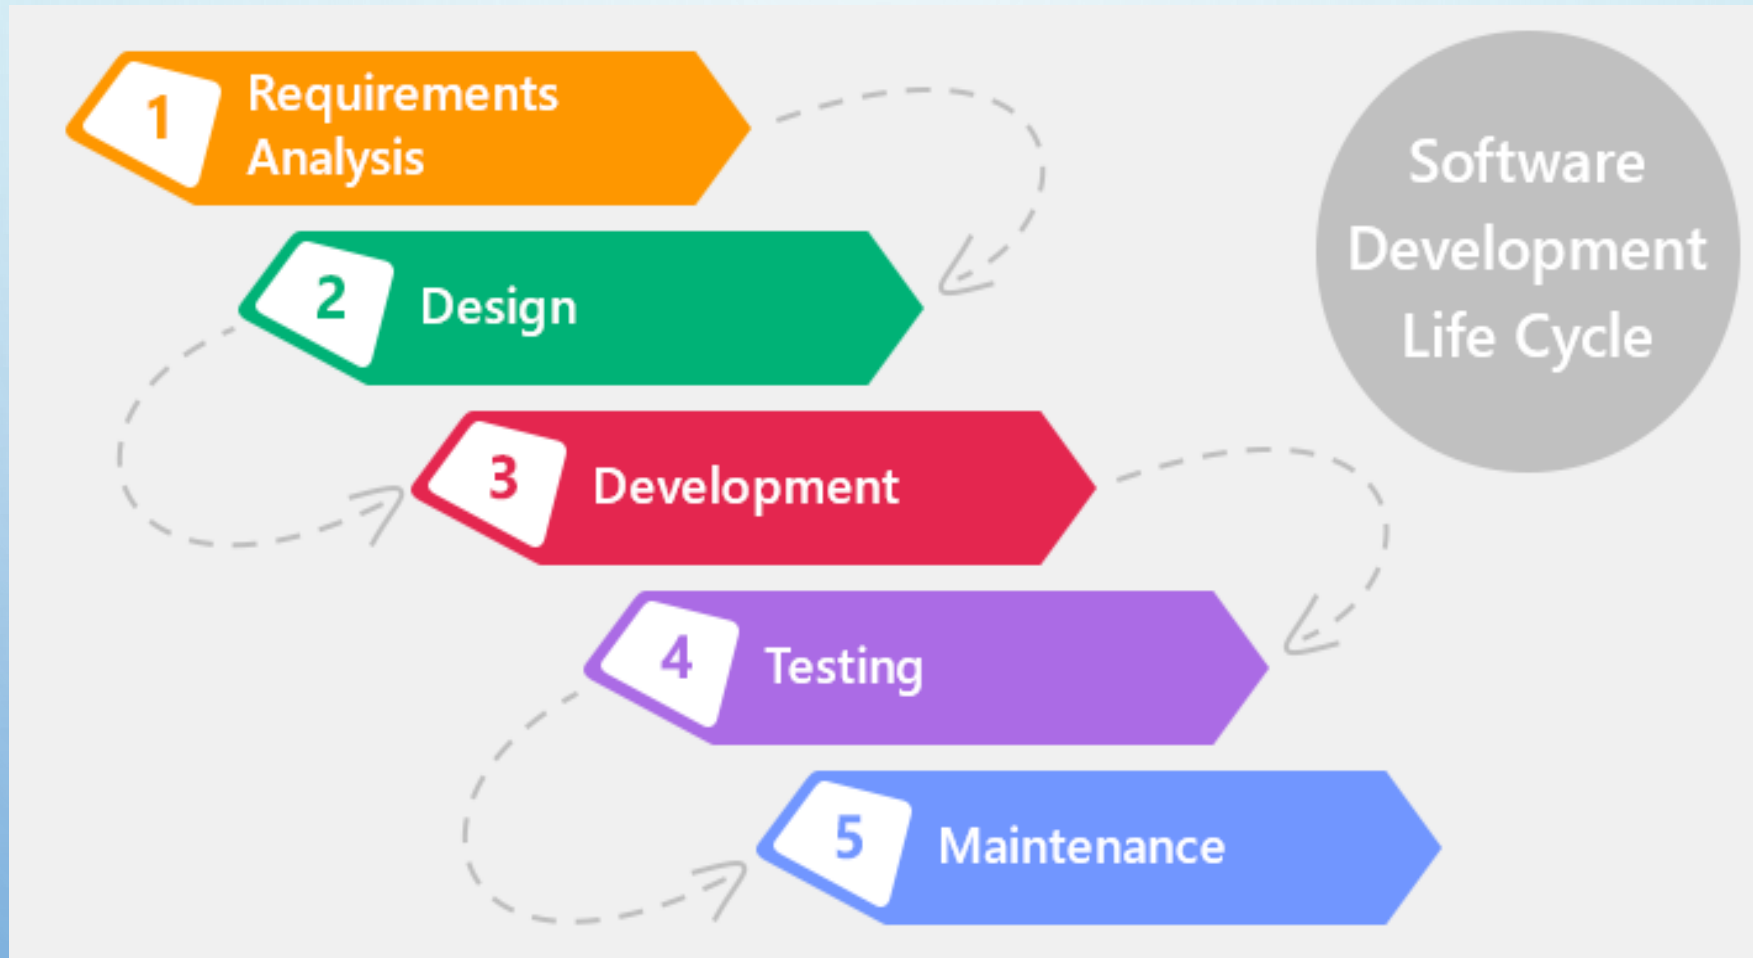 1
Requirements
Analysis
2
Design
3
Development
4
Testing
5
Maintenance
Software
Development
Life Cycle